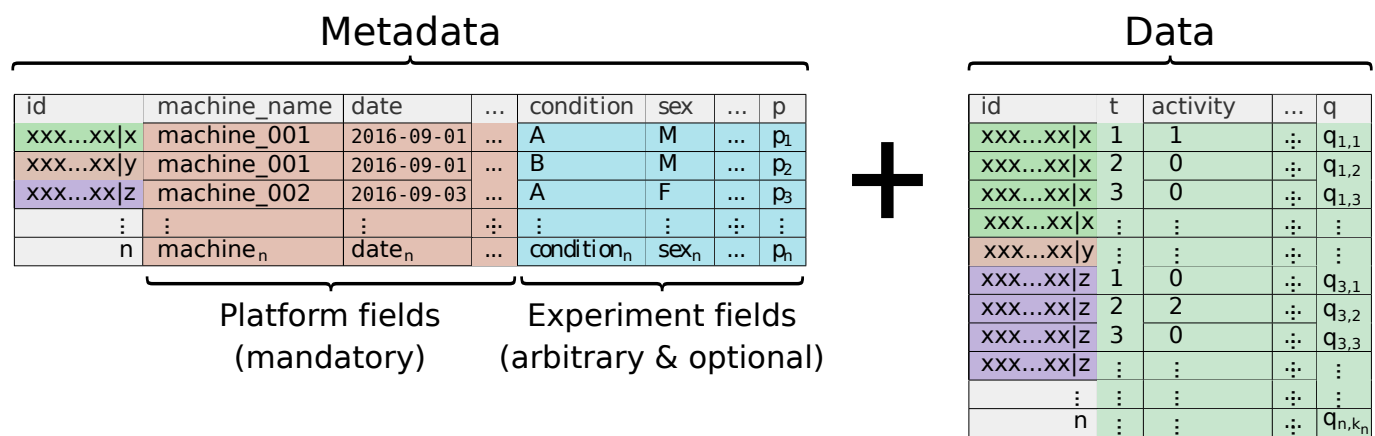 Metadata
id machine_name date ... condition sex ... p
xxx...xx|x machine_001 2016-09-01 ... A M ... p₁
xxx...xx|y machine_001 2016-09-01 ... B M ... p₂
xxx...xx|z machine_002 2016-09-03 ... A F ... p₃
⋮ ⋮ ⋮ ⋰ ⋮ ⋮ ⋰ ⋮
n machineₙ dateₙ ... conditionₙ sexₙ ... pₙ
Platform fields
(mandatory)
Experiment fields
(arbitrary & optional)
+
Data
id t activity ... q
xxx...xx|x 1 1 ⋰ q₁,₁
xxx...xx|x 2 0 ⋰ q₁,₂
xxx...xx|x 3 0 ⋰ q₁,₃
xxx...xx|x ⋮ ⋮ ⋰ ⋮
xxx...xx|y ⋮ ⋮ ⋰ ⋮
xxx...xx|z 1 0 ⋰ q₃,₁
xxx...xx|z 2 2 ⋰ q₃,₂
xxx...xx|z 3 0 ⋰ q₃,₃
xxx...xx|z ⋮ ⋮ ⋰ ⋮
⋮ ⋮ ⋮ ⋰ ⋮
n ⋮ ⋮ ⋰ qₙ,ₖₙ